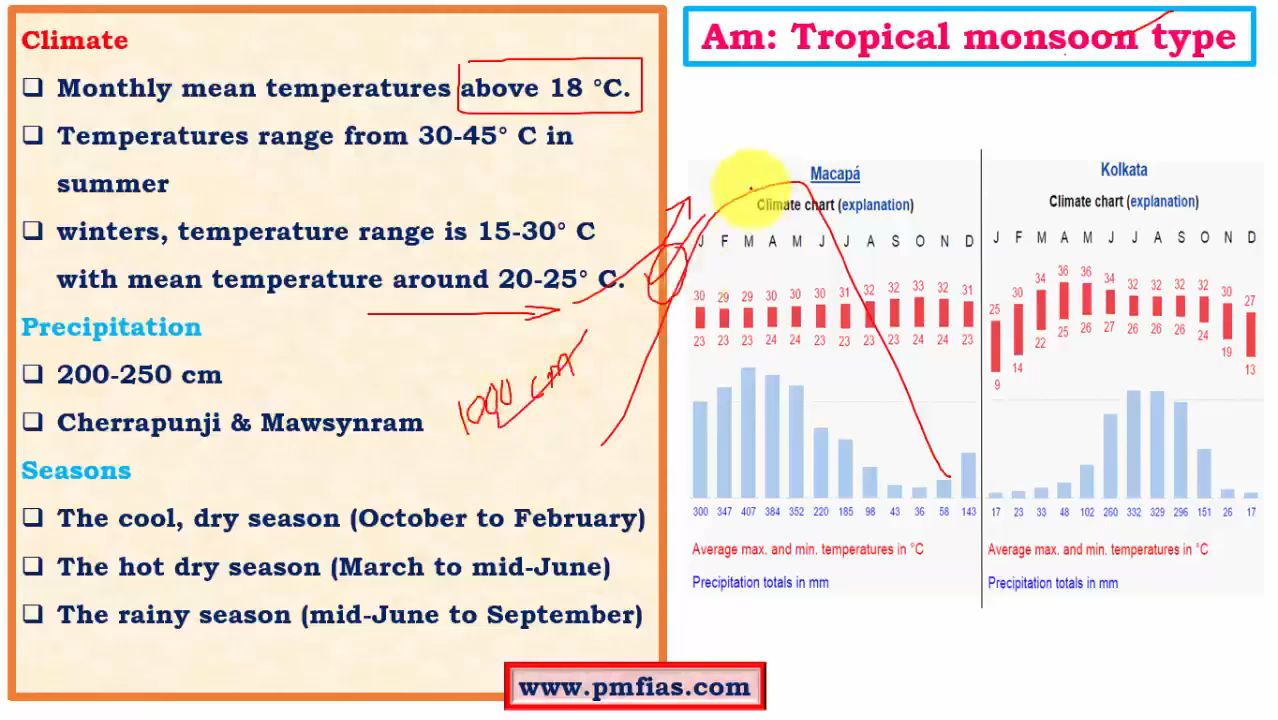 Climate
❑ Monthly mean temperatures above 18 °C.
❑ Temperatures range from 30-45° C in
summer
❑ winters, temperature range is 15-30° C
with mean temperature around 20-25° C.
Precipitation
❑ 200-250 cm
❑ Cherrapunji & Mawsynram
1000 cm
Seasons
❑ The cool, dry season (October to February)
❑ The hot dry season (March to mid-June)
❑ The rainy season (mid-June to September)
Am: Tropical monsoon type
Macapá
Climate chart (explanation)
J F M A M J J A S O N D
30 29 29 30 30 30 31 32 32 33 32 31
23 23 23 23 23 23 23 23 23 24 24 23
300 347 407 384 352 220 185 98 43 36 58 143
Average max. and min. temperatures in °C
Precipitation totals in mm
Kolkata
Climate chart (explanation)
J F M A M J J A S O N D
25 30 34 36 36 34 32 32 32 32 30 27
9 14 22 25 26 27 26 26 26 24 19 13
17 23 33 48 102 260 332 329 296 151 26 17
Average max. and min. temperatures in °C
Precipitation totals in mm
www.pmfias.com